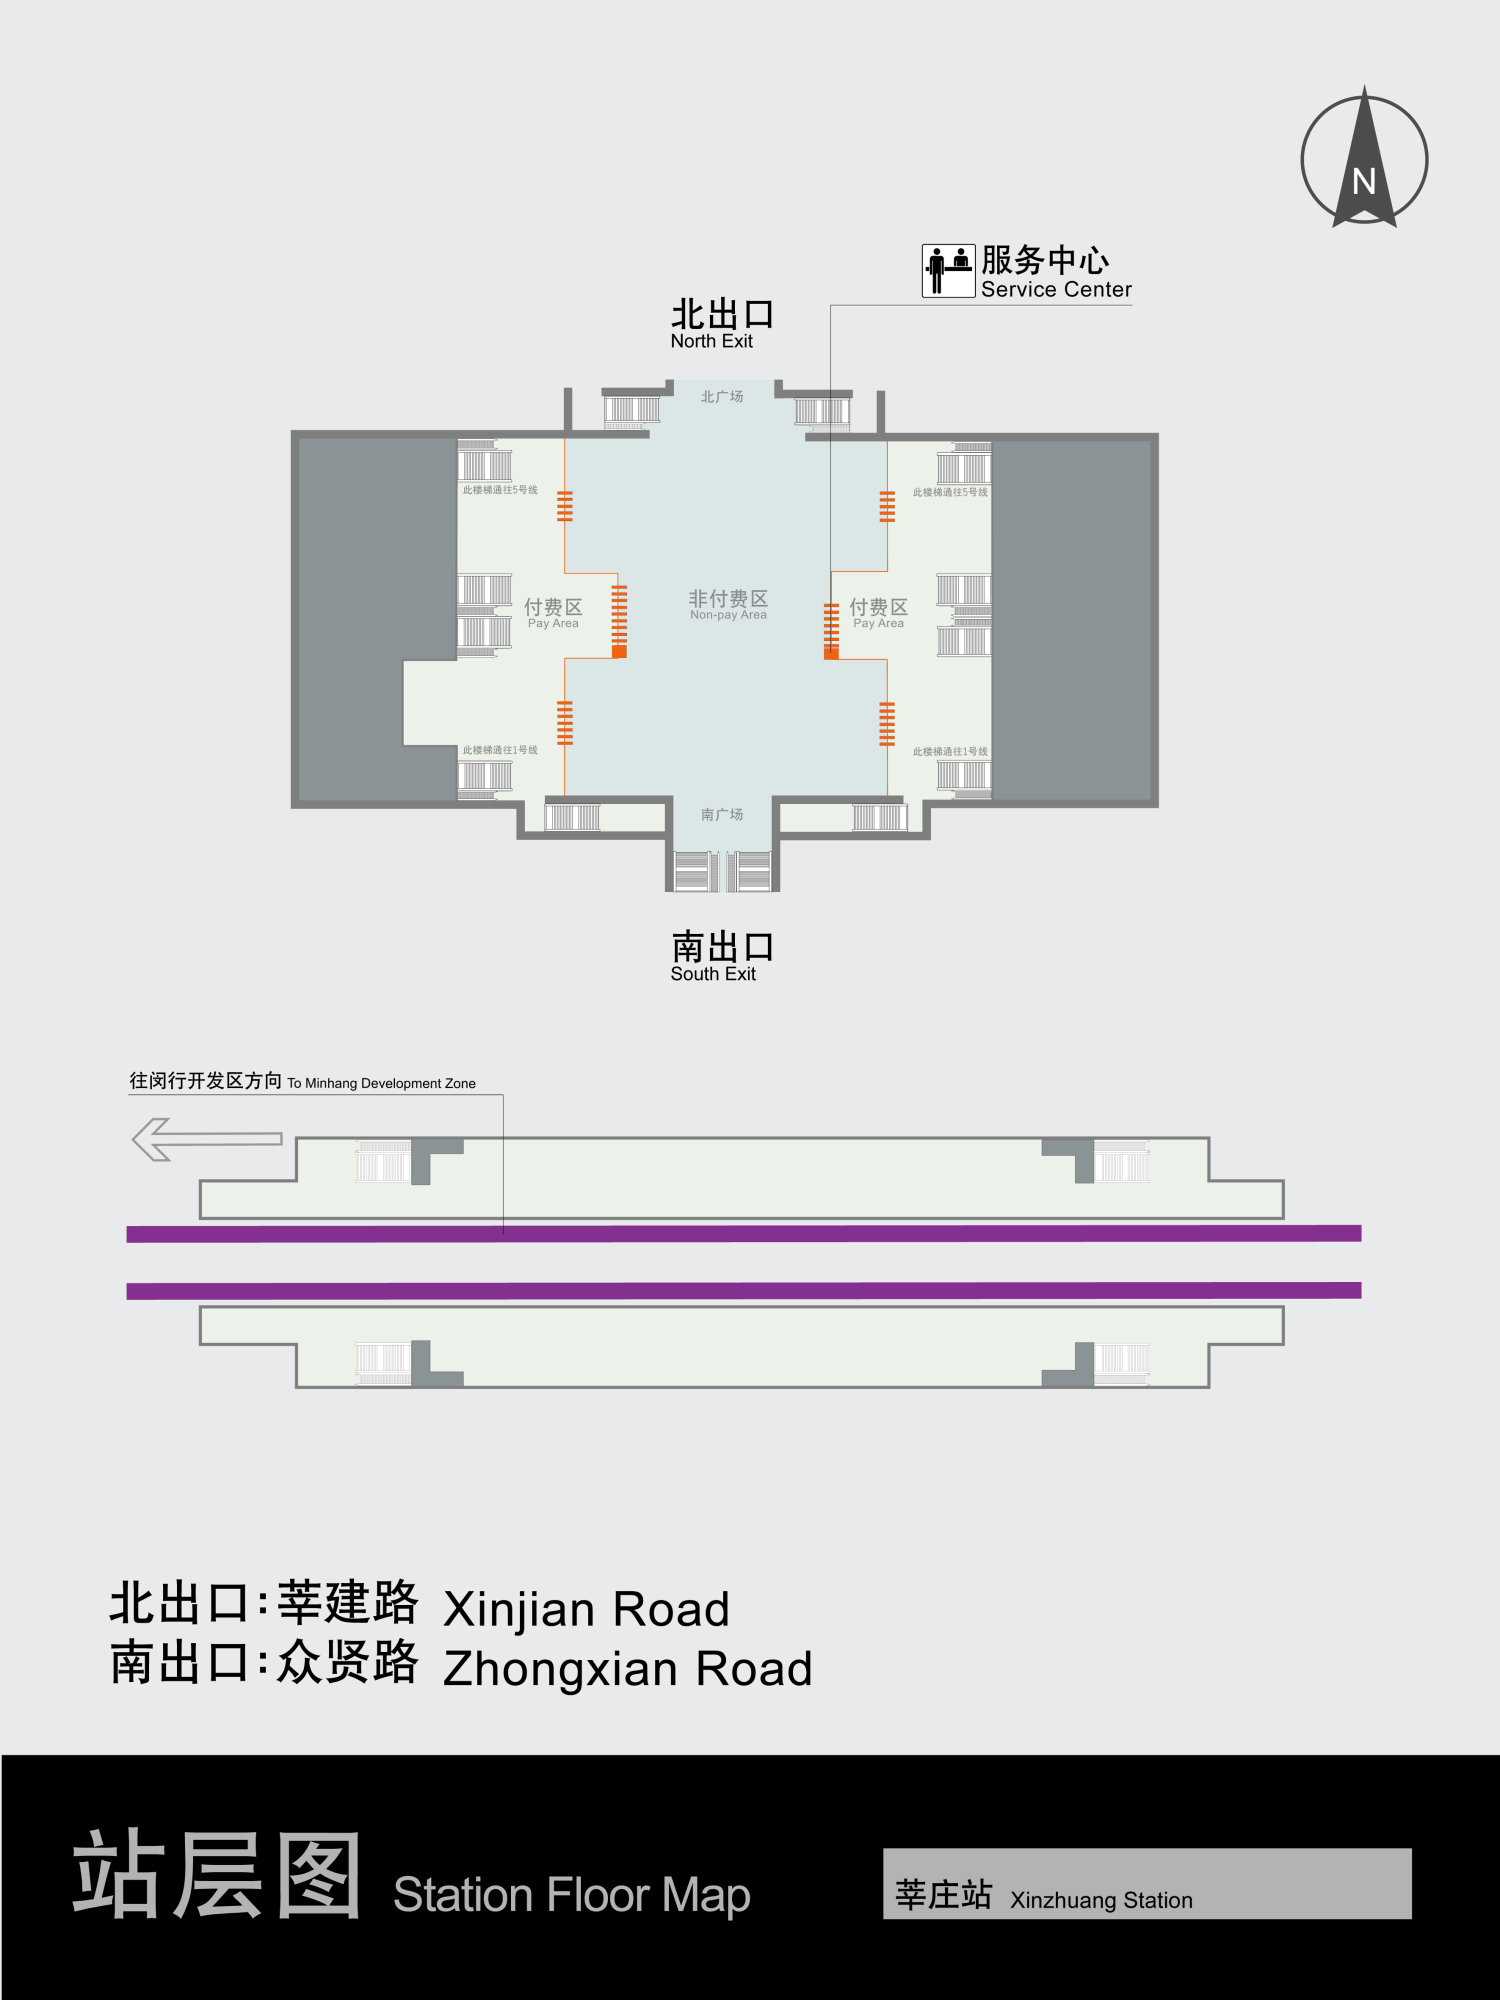 N
服务中心
Service Center
北出口
North Exit
北广场
此楼梯通往5号线
此楼梯通往5号线
付费区
Pay Area
非付费区
Non-pay Area
付费区
Pay Area
此楼梯通往1号线
此楼梯通往1号线
南广场
南出口
South Exit
往闵行开发区方向 To Minhang Development Zone
北出口:莘建路 Xinjian Road
南出口:众贤路 Zhongxian Road
站层图 Station Floor Map
莘庄站 Xinzhuang Station